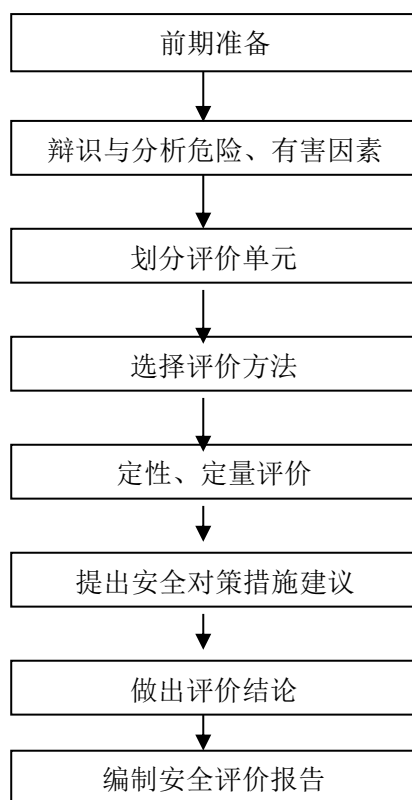 前期准备
辩识与分析危险、有害因素
划分评价单元
选择评价方法
定性、定量评价
提出安全对策措施建议
做出评价结论
编制安全评价报告